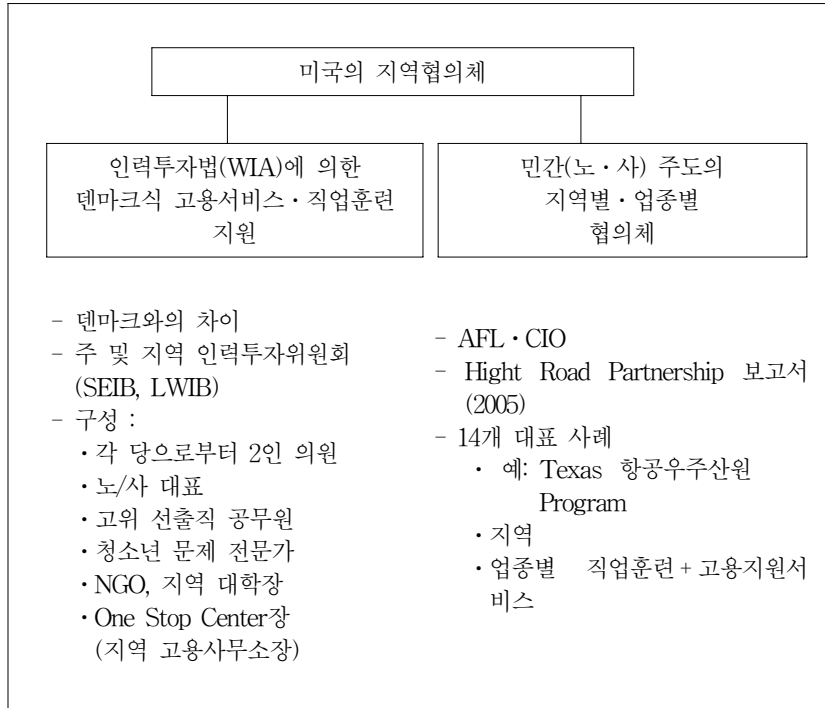 미국의 지역협의체
인력투자법(WIA)에 의한
덴마크식 고용서비스・직업훈련
지원
민간(노・사) 주도의
지역별・업종별
협의체
- 덴마크와의 차이
- 주 및 지역 인력투자위원회
(SEIB, LWIB)
- 구성 :
・각 당으로부터 2인 의원
・노/사 대표
・고위 선출직 공무원
・청소년 문제 전문가
・NGO, 지역 대학장
・One Stop Center장
(지역 고용사무소장)
- AFL・CIO
- Hight Road Partnership 보고서
(2005)
- 14개 대표 사례
・ 예: Texas 항공우주산원
Program
・지역
・업종별 직업훈련+고용지원서
비스